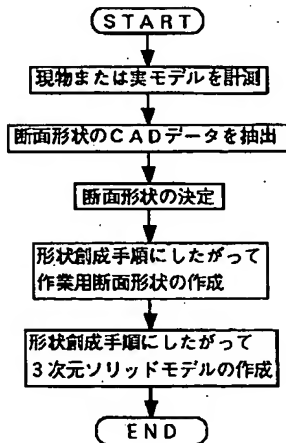 START
現物または実モデルを計測
断面形状のCADデータを抽出
断面形状の決定
形状創成手順にしたがって
作業用断面形状の作成
形状創成手順にしたがって
3次元ソリッドモデルの作成
END